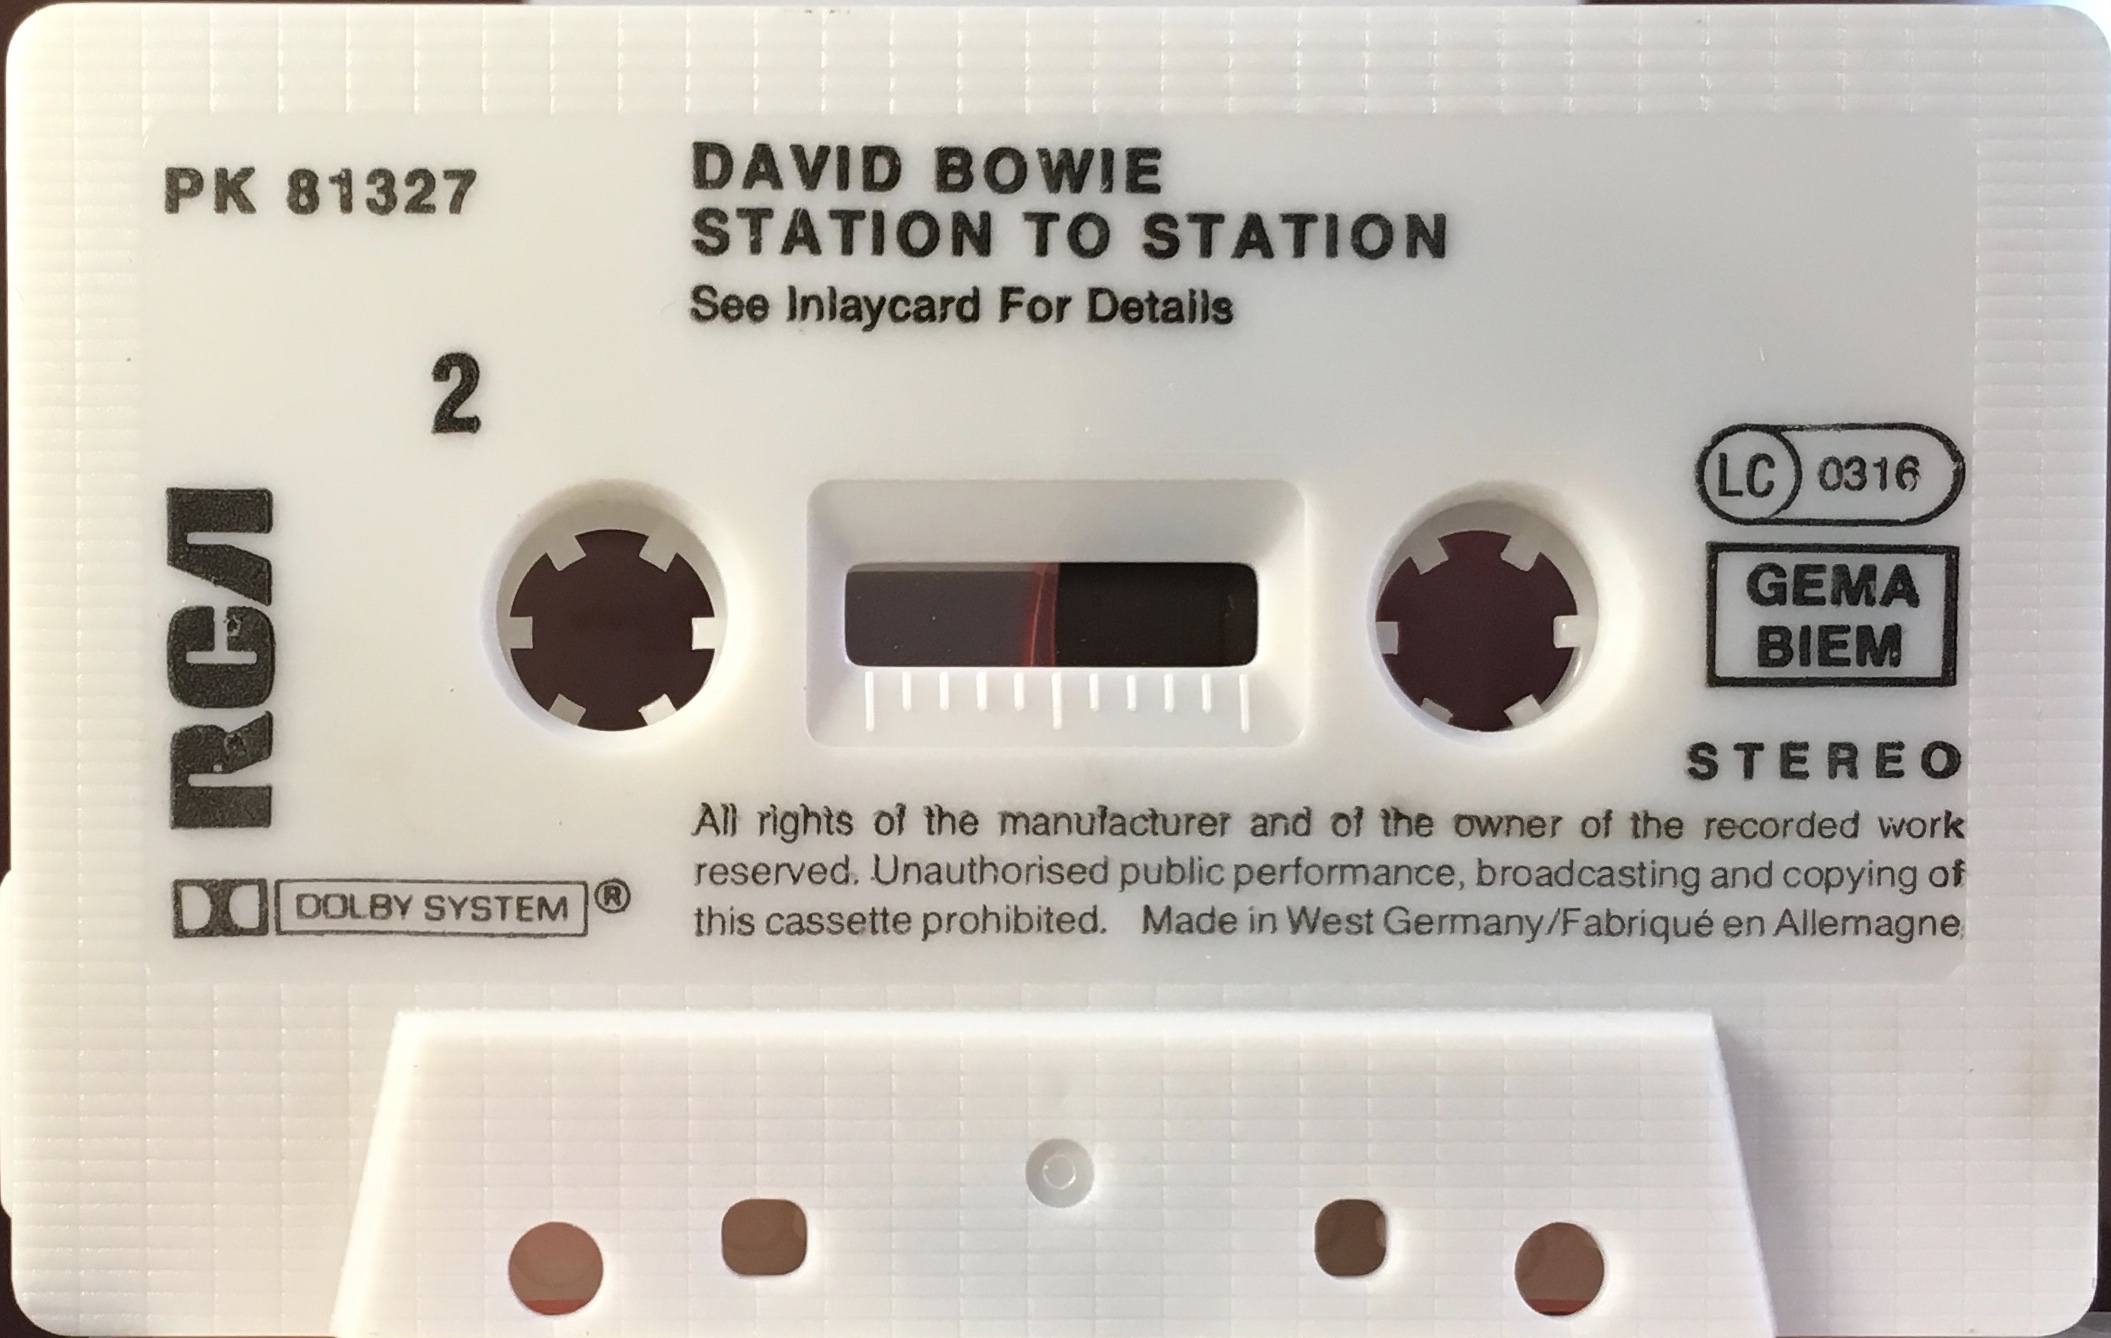 PK 81327
DAVID BOWIE
STATION TO STATION
See Inlaycard For Details
2
RCA
LC 0316
GEMA
BIEM
STEREO
DOLBY SYSTEM®
All rights of the manufacturer and of the owner of the recorded work
reserved. Unauthorised public performance, broadcasting and copying of
this cassette prohibited. Made in West Germany/Fabriqué en Allemagne